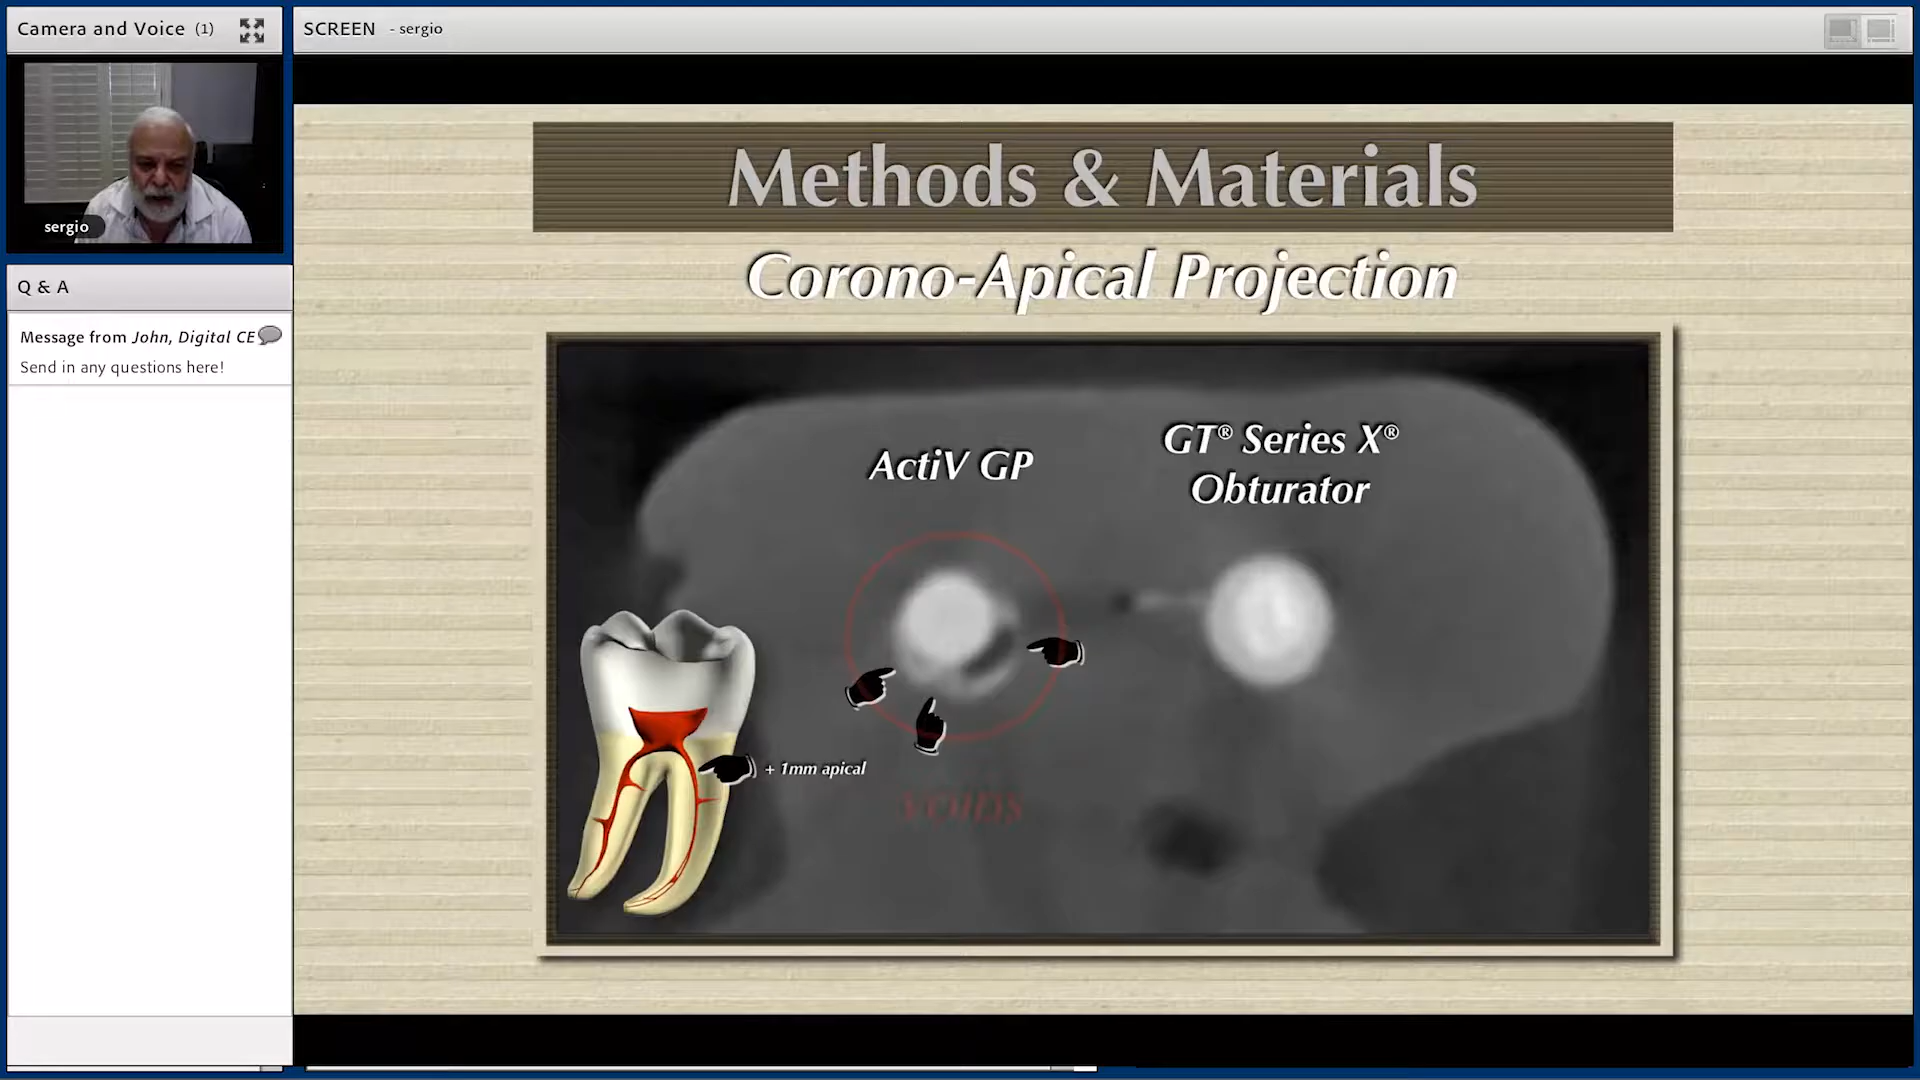 Camera and Voice (1)
sergio
Q & A
Message from John, Digital CE
Send in any questions here!
SCREEN - sergio
Methods & Materials
Corono-Apical Projection
ActiV GP
GT® Series X®
Obturator
+ 1mm apical
VOIDS